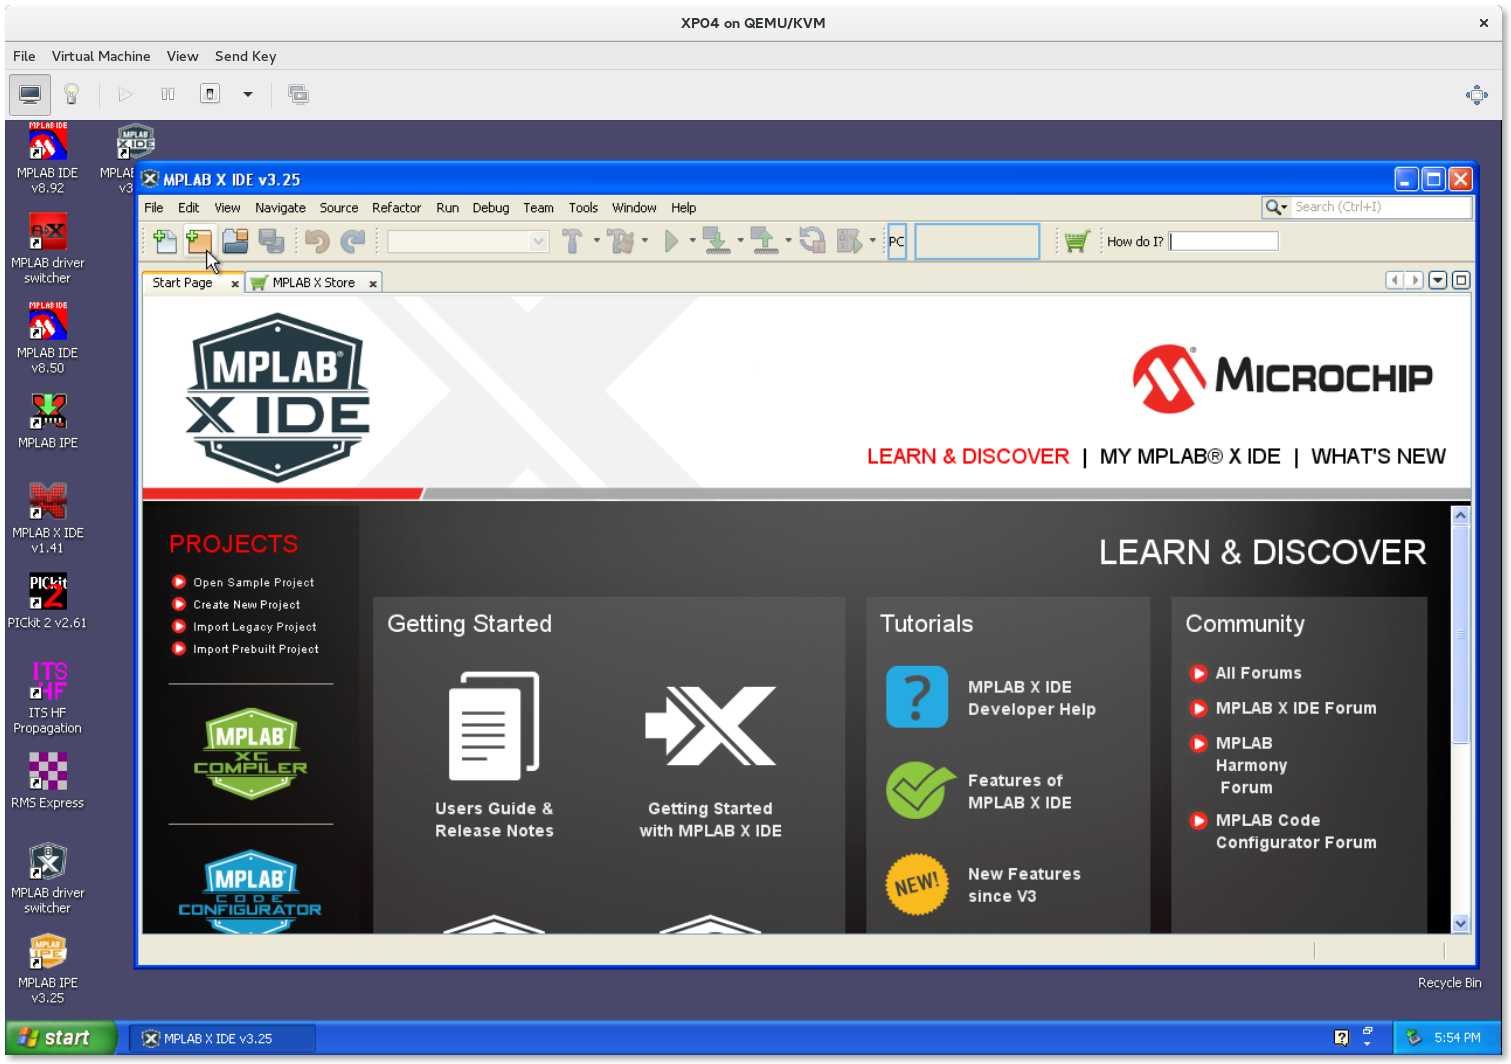 XP04 on QEMU/KVM
File Virtual Machine View Send Key
MPLAB IDE
MPLAB IDE
v8.92
MPLAB
X IDE
MPLAB driver
switcher
MPLAB IDE
MPLAB IDE
v8.50
MPLAB IPE
MPLAB X IDE
v1.41
PICkit
2
PICkit 2 v2.61
ITS
HF
ITS HF
Propagation
RMS Express
MPLAB driver
switcher
MPLAB
IPE
MPLAB IPE
v3.25
MPLAB X IDE v3.25
File Edit View Navigate Source Refactor Run Debug Team Tools Window Help
Search (Ctrl+I)
PC
How do I?
Start Page
MPLAB X Store
MPLAB®
X IDE
MICROCHIP
LEARN & DISCOVER | MY MPLAB® X IDE | WHAT'S NEW
PROJECTS
Open Sample Project
Create New Project
Import Legacy Project
Import Prebuilt Project
MPLAB
XC
COMPILER
MPLAB
CODE
CONFIGURATOR
LEARN & DISCOVER
Getting Started
Users Guide &
Release Notes
Getting Started
with MPLAB X IDE
Tutorials
?
MPLAB X IDE
Developer Help
Features of
MPLAB X IDE
NEW!
New Features
since V3
Community
All Forums
MPLAB X IDE Forum
MPLAB
Harmony
Forum
MPLAB Code
Configurator Forum
Recycle Bin
start
MPLAB X IDE v3.25
5:54 PM